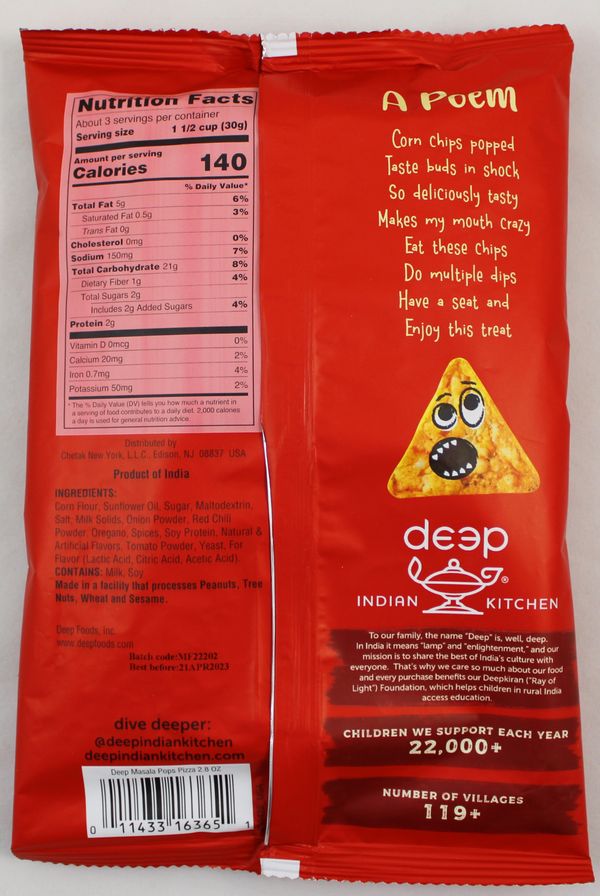 Nutrition Facts
About 3 servings per container
Serving size 1 1/2 cup (30g)
Amount per serving
Calories 140
% Daily Value*
Total Fat 5g 6%
Saturated Fat 0.5g 3%
Trans Fat 0g
Cholesterol 0mg 0%
Sodium 150mg 7%
Total Carbohydrate 21g 8%
Dietary Fiber 1g 4%
Total Sugars 2g
Includes 2g Added Sugars 4%
Protein 2g
Vitamin D 0mcg 0%
Calcium 20mg 2%
Iron 0.7mg 4%
Potassium 50mg 2%
* The % Daily Value (DV) tells you how much a nutrient in
a serving of food contributes to a daily diet. 2,000 calories
a day is used for general nutrition advice.
Distributed by
Chetak New York, L.L.C., Edison, NJ 08837 USA
Product of India
INGREDIENTS:
Corn Flour, Sunflower Oil, Sugar, Maltodextrin,
Salt, Milk Solids, Onion Powder, Red Chili
Powder, Oregano, Spices, Soy Protein, Natural &
Artificial Flavors, Tomato Powder, Yeast, For
Flavor (Lactic Acid, Citric Acid, Acetic Acid).
CONTAINS: Milk, Soy
Made in a facility that processes Peanuts, Tree
Nuts, Wheat and Sesame.
Deep Foods, Inc.
www.deepfoods.com
Batch code:MF22202
Best before:21APR2023
dive deeper:
@deepindiankitchen
deepindiankitchen.com
Deep Masala Pops Pizza 2.8 OZ
0 11433 16365 1
A Poem
Corn chips popped
Taste buds in shock
So deliciously tasty
Makes my mouth crazy
Eat these chips
Do multiple dips
Have a seat and
Enjoy this treat
deep
INDIAN KITCHEN
®
To our family, the name "Deep" is, well, deep.
In India it means "lamp" and "enlightenment," and our
mission is to share the best of India's culture with
everyone. That's why we care so much about our food
and every purchase benefits our Deepkiran ("Ray of
Light") Foundation, which helps children in rural India
access education.
CHILDREN WE SUPPORT EACH YEAR
22,000+
NUMBER OF VILLAGES
119+